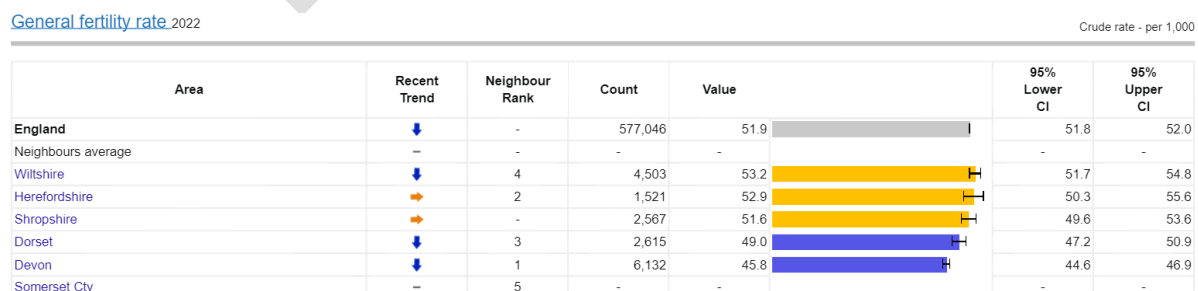 General fertility rate 2022
Crude rate - per 1,000
Area Recent Trend Neighbour Rank Count Value 95% Lower CI 95% Upper CI
England - 577,046 51.9 51.8 52.0
Neighbours average – - - - - -
Wiltshire 4 4,503 53.2 51.7 54.8
Herefordshire 2 1,521 52.9 50.3 55.6
Shropshire - 2,567 51.6 49.6 53.6
Dorset 3 2,615 49.0 47.2 50.9
Devon 1 6,132 45.8 44.6 46.9
Somerset Cty – 5 - - - -